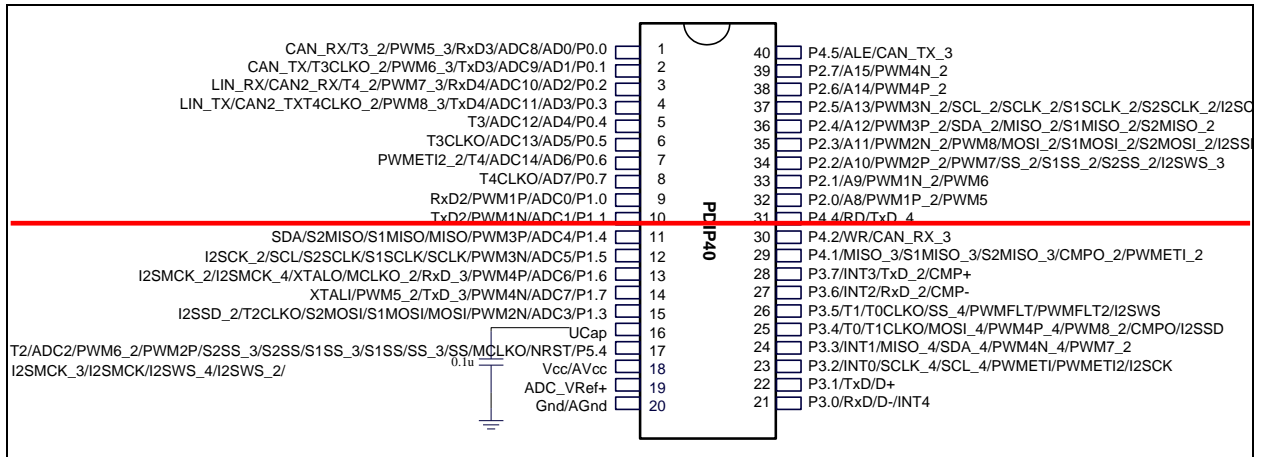 CAN_RX/T3_2/PWM5_3/RxD3/ADC8/AD0/P0.0 1
CAN_TX/T3CLKO_2/PWM6_3/TxD3/ADC9/AD1/P0.1 2
LIN_RX/CAN2_RX/T4_2/PWM7_3/RxD4/ADC10/AD2/P0.2 3
LIN_TX/CAN2_TXT4CLKO_2/PWM8_3/TxD4/ADC11/AD3/P0.3 4
T3/ADC12/AD4/P0.4 5
T3CLKO/ADC13/AD5/P0.5 6
PWMETI2_2/T4/ADC14/AD6/P0.6 7
T4CLKO/AD7/P0.7 8
RxD2/PWM1P/ADC0/P1.0 9
TxD2/PWM1N/ADC1/P1.1 10
SDA/S2MISO/S1MISO/MISO/PWM3P/ADC4/P1.4 11
I2SCK_2/SCL/S2SCLK/S1SCLK/SCLK/PWM3N/ADC5/P1.5 12
I2SMCK_2/I2SMCK_4/XTALO/MCLKO_2/RxD_3/PWM4P/ADC6/P1.6 13
XTALI/PWM5_2/TxD_3/PWM4N/ADC7/P1.7 14
I2SSD_2/T2CLKO/S2MOSI/S1MOSI/MOSI/PWM2N/ADC3/P1.3 15
UCap 16
T2/ADC2/PWM6_2/PWM2P/S2SS_3/S2SS/S1SS_3/S1SS/SS_3/SS/MCLKO/NRST/P5.4 17
I2SMCK_3/I2SMCK/I2SWS_4/I2SWS_2/
0.1u
Vcc/AVcc 18
ADC_VRef+ 19
Gnd/AGnd 20
PDIP40
40 P4.5/ALE/CAN_TX_3
39 P2.7/A15/PWM4N_2
38 P2.6/A14/PWM4P_2
37 P2.5/A13/PWM3N_2/SCL_2/SCLK_2/S1SCLK_2/S2SCLK_2/I2SC
36 P2.4/A12/PWM3P_2/SDA_2/MISO_2/S1MISO_2/S2MISO_2
35 P2.3/A11/PWM2N_2/PWM8/MOSI_2/S1MOSI_2/S2MOSI_2/I2SS
34 P2.2/A10/PWM2P_2/PWM7/SS_2/S1SS_2/S2SS_2/I2SWS_3
33 P2.1/A9/PWM1N_2/PWM6
32 P2.0/A8/PWM1P_2/PWM5
31 P4.4/RD/TxD_4
30 P4.2/WR/CAN_RX_3
29 P4.1/MISO_3/S1MISO_3/S2MISO_3/CMPO_2/PWMETI_2
28 P3.7/INT3/TxD_2/CMP+
27 P3.6/INT2/RxD_2/CMP-
26 P3.5/T1/T0CLKO/SS_4/PWMFLT/PWMFLT2/I2SWS
25 P3.4/T0/T1CLKO/MOSI_4/PWM4P_4/PWM8_2/CMPO/I2SSD
24 P3.3/INT1/MISO_4/SDA_4/PWM4N_4/PWM7_2
23 P3.2/INT0/SCLK_4/SCL_4/PWMETI/PWMETI2/I2SCK
22 P3.1/TxD/D+
21 P3.0/RxD/D-/INT4